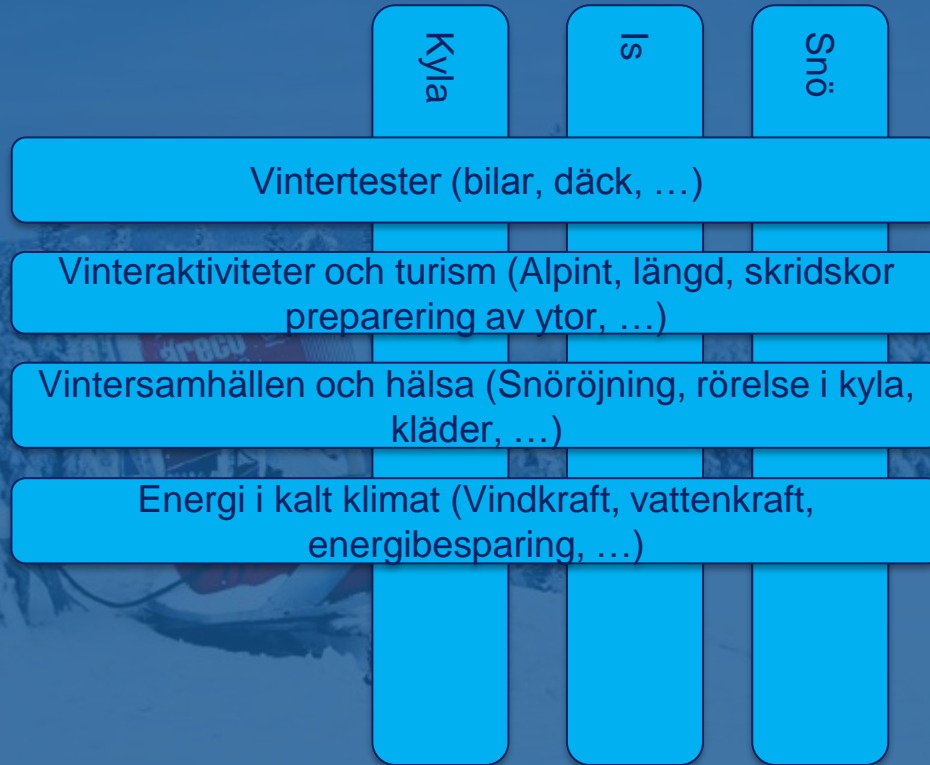 Kyla
Is
Snö
Vintertester (bilar, däck, …)
Vinteraktiviteter och turism (Alpint, längd, skridskor
preparering av ytor, …)
areco
Vintersamhällen och hälsa (Snöröjning, rörelse i kyla,
kläder, …)
Energi i kalt klimat (Vindkraft, vattenkraft,
energibesparing, …)